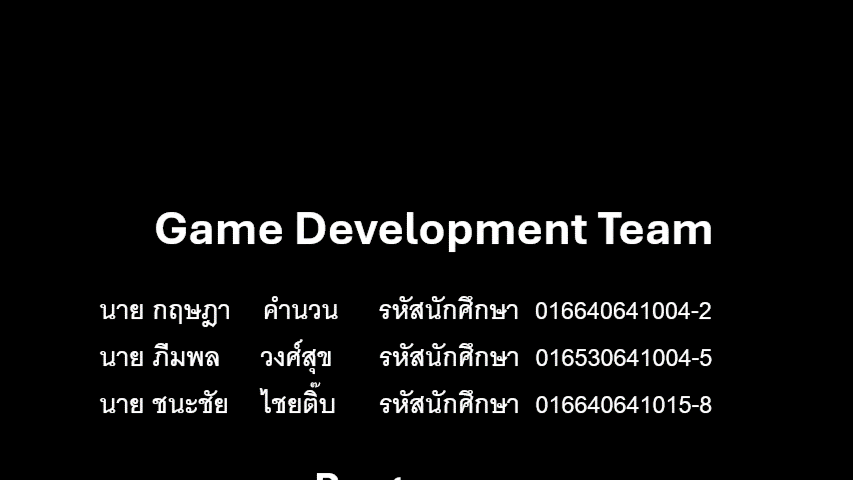 Game Development Team
นาย กฤษฎา คำนวน รหัสนักศึกษา 016640641004-2
นาย ภีมพล วงศ์สุข รหัสนักศึกษา 016530641004-5
นาย ชนะชัย ไชยติ๊บ รหัสนักศึกษา 016640641015-8